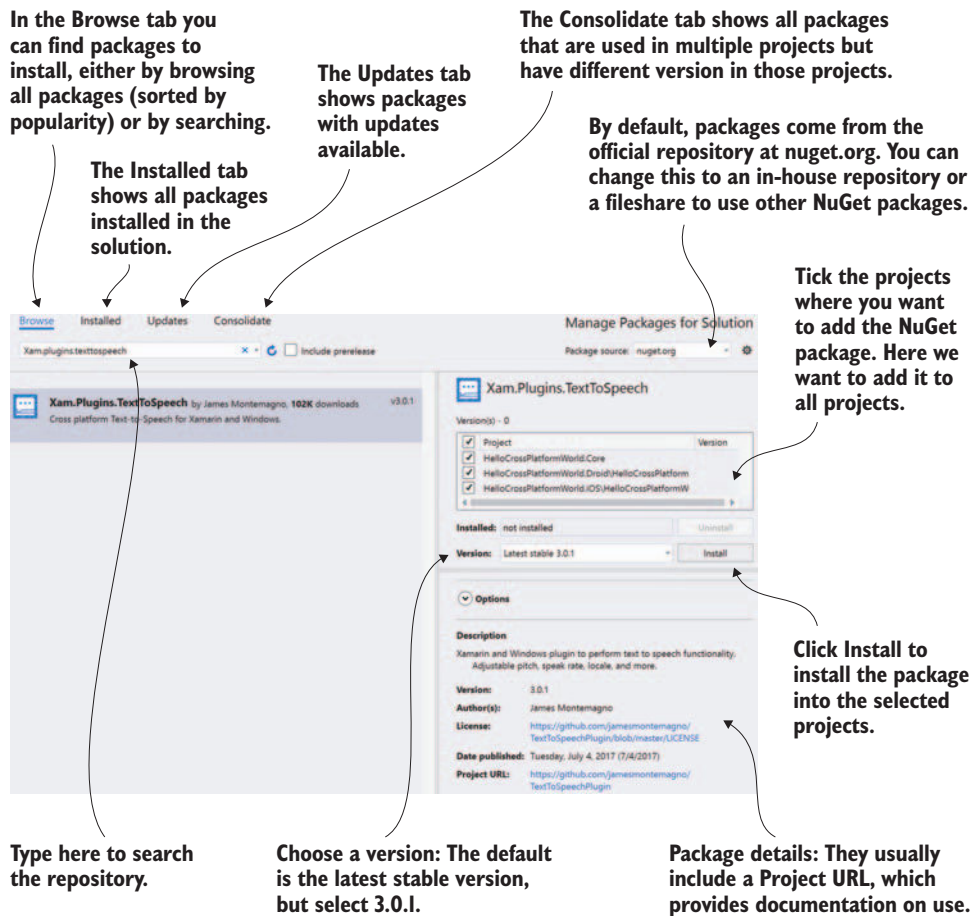 In the Browse tab you
can find packages to
install, either by browsing
all packages (sorted by
popularity) or by searching.
The Installed tab
shows all packages
installed in the
solution.
The Updates tab
shows packages
with updates
available.
The Consolidate tab shows all packages
that are used in multiple projects but
have different version in those projects.
By default, packages come from the
official repository at nuget.org. You can
change this to an in-house repository or
a fileshare to use other NuGet packages.
Tick the projects
where you want
to add the NuGet
package. Here we
want to add it to
all projects.
Browse Installed Updates Consolidate
Manage Packages for Solution
Xam.plugins.texttospeech
Include prerelease
Package source: nuget.org
Xam.Plugins.TextToSpeech by James Montemagno, 102K downloads v3.0.1
Cross platform Text-to-Speech for Xamarin and Windows.
Xam.Plugins.TextToSpeech
Version(s) - 0
Project Version
HelloCrossPlatformWorld.Core
HelloCrossPlatformWorld.Droid\HelloCrossPlatform
HelloCrossPlatformWorld.iOS\HelloCrossPlatformW
Installed: not installed Uninstall
Version: Latest stable 3.0.1 Install
Options
Description
Xamarin and Windows plugin to perform text to speech functionality.
Adjustable pitch, speak rate, locale, and more.
Version: 3.0.1
Author(s): James Montemagno
License: https://github.com/jamesmontemagno/
TextToSpeechPlugin/blob/master/LICENSE
Date published: Tuesday, July 4, 2017 (7/4/2017)
Project URL: https://github.com/jamesmontemagno/
TextToSpeechPlugin
Click Install to
install the package
into the selected
projects.
Type here to search
the repository.
Choose a version: The default
is the latest stable version,
but select 3.0.1.
Package details: They usually
include a Project URL, which
provides documentation on use.